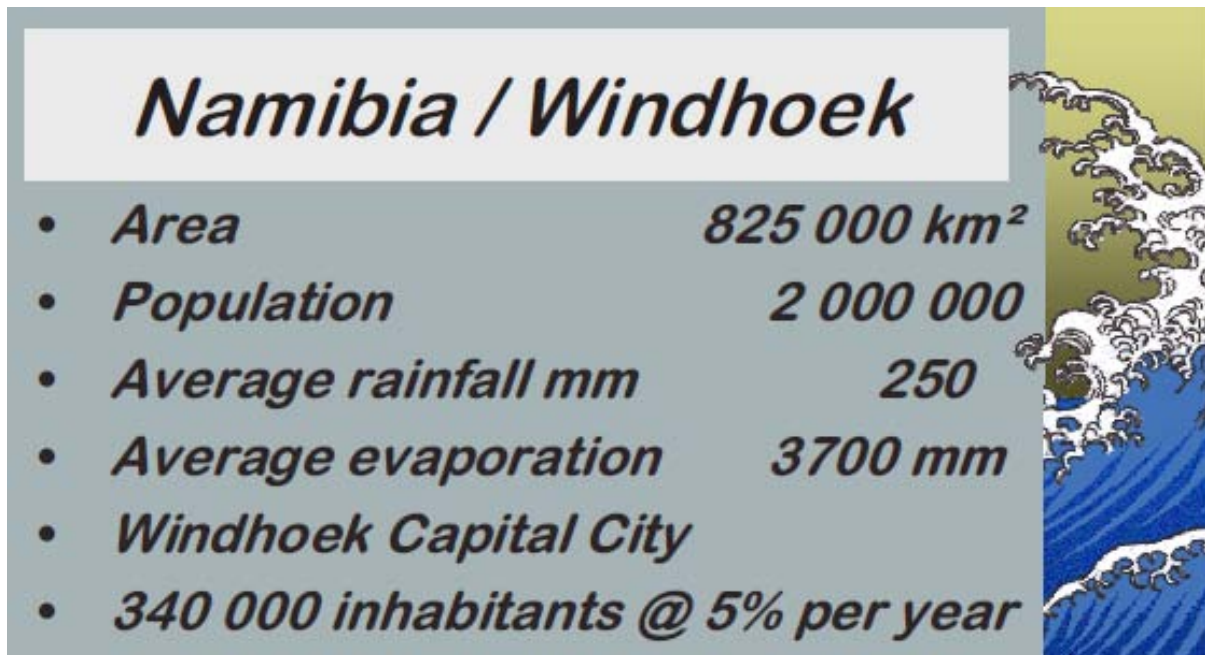 Namibia / Windhoek
• Area 825 000 km²
• Population 2 000 000
• Average rainfall mm 250
• Average evaporation 3700 mm
• Windhoek Capital City
• 340 000 inhabitants @ 5% per year